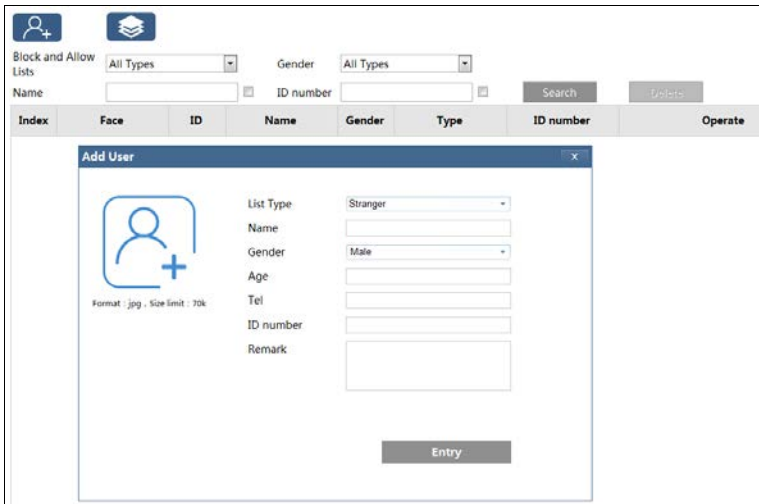 Block and Allow Lists All Types Gender All Types
Name ID number Search Delete
Index Face ID Name Gender Type ID number Operate
Add User X
List Type Stranger
Name
Gender Male
Age
Format : jpg , Size limit : 70k
Tel
ID number
Remark
Entry